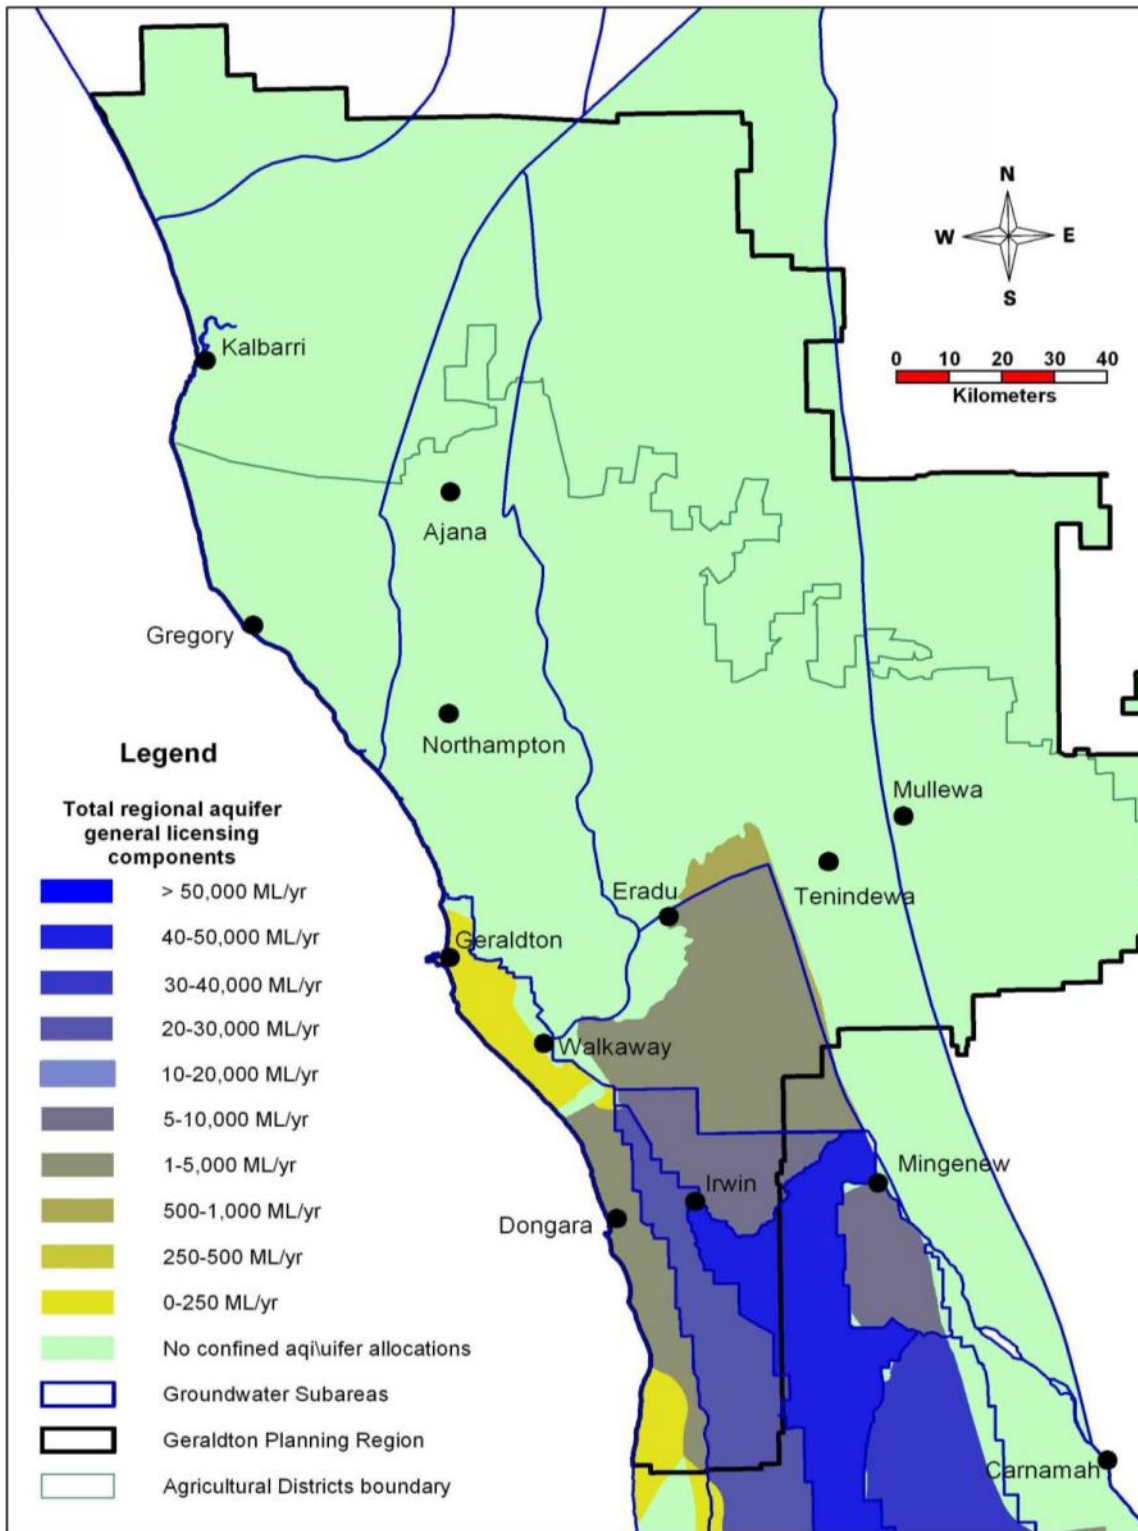 N
W E
S
0 10 20 30 40
Kilometers
Kalbarri
Ajana
Gregory
Northampton
Mullewa
Eradu
Tenindewa
Geraldton
Walkaway
Mingenew
Irwin
Dongara
Carnamah
Legend
Total regional aquifer
general licensing
components
> 50,000 ML/yr
40-50,000 ML/yr
30-40,000 ML/yr
20-30,000 ML/yr
10-20,000 ML/yr
5-10,000 ML/yr
1-5,000 ML/yr
500-1,000 ML/yr
250-500 ML/yr
0-250 ML/yr
No confined aqi\uifer allocations
Groundwater Subareas
Geraldton Planning Region
Agricultural Districts boundary